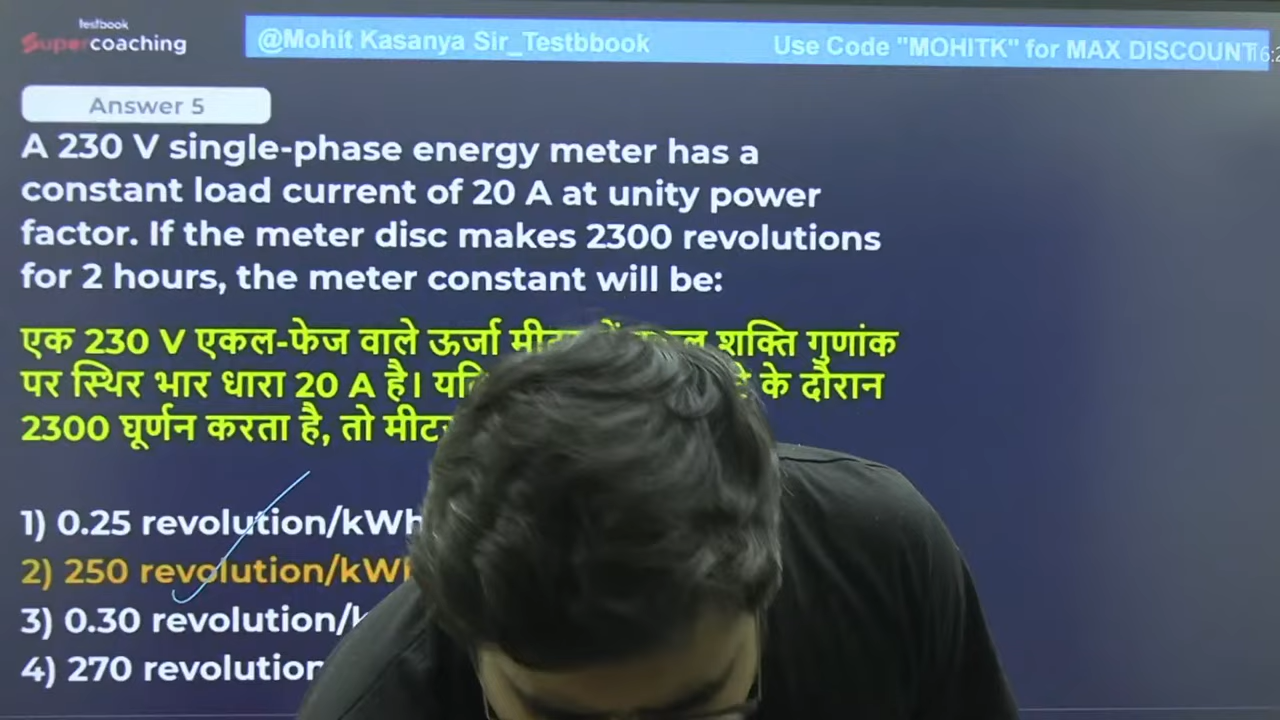 testbook
Supercoaching
@Mohit Kasanya Sir_Testbbook
Use Code "MOHITK" for MAX DISCOUNT
Answer 5
A 230 V single-phase energy meter has a
constant load current of 20 A at unity power
factor. If the meter disc makes 2300 revolutions
for 2 hours, the meter constant will be:
एक 230 V एकल-फेज वाले ऊर्जा शक्ति गुणांक
पर स्थिर भार धारा 20 A है। के दौरान
2300 घूर्णन करता है, तो
1) 0.25 revolution/kWh
2) 250 revolution/kWh
3) 0.30 revolution/
4) 270 revolution